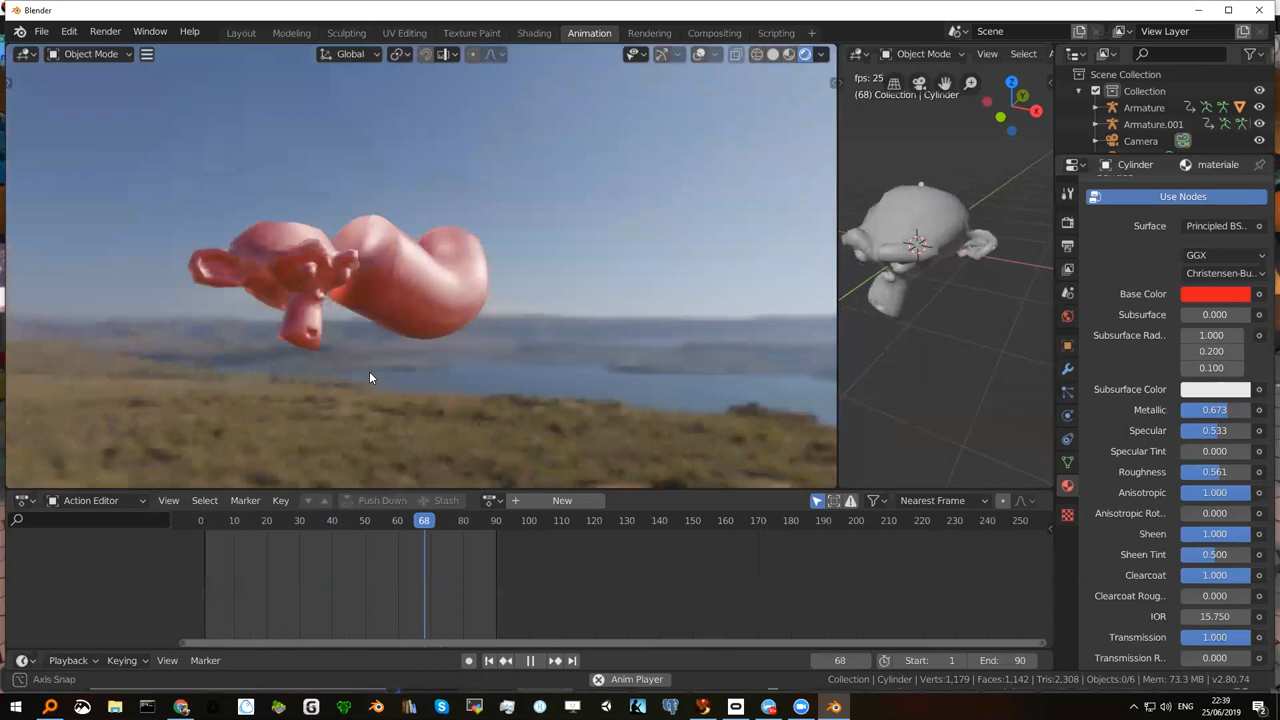 Blender
File Edit Render Window Help Layout Modeling Sculpting UV Editing Texture Paint Shading Animation Rendering Compositing Scripting + Scene View Layer
Object Mode Global Object Mode View Select
fps: 25
(68) Collection | Cylinder
Z
Y
X
Scene Collection
Collection
Armature
Armature.001
Camera
Cylinder materiale
Use Nodes
Surface Principled BS..
GGX
Christensen-Bu..
Base Color
Subsurface 0.000
Subsurface Rad.. 1.000
0.200
0.100
Subsurface Color
Metallic 0.673
Specular 0.533
Specular Tint 0.000
Roughness 0.561
Anisotropic 1.000
Anisotropic Rot.. 0.000
Sheen 1.000
Sheen Tint 0.500
Clearcoat 1.000
Clearcoat Roug.. 0.000
IOR 15.750
Transmission 1.000
Transmission R.. 0.000
Action Editor View Select Marker Key Push Down Stash + New Nearest Frame
0 10 20 30 40 50 60 68 80 90 100 110 120 130 140 150 160 170 180 190 200 210 220 230 240 250
Playback Keying View Marker 68 Start: 1 End: 90
Axis Snap Anim Player Collection | Cylinder | Verts:1,179 | Faces:1,142 | Tris:2,308 | Objects:0/6 | Mem: 73.3 MB | v2.80.74
ENG 22:39
25/06/2019